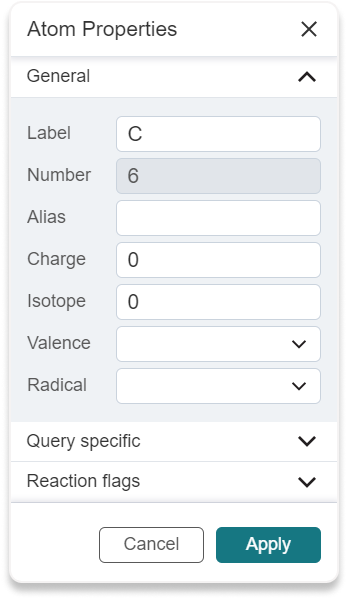 Atom Properties
General
Label C
Number 6
Alias
Charge 0
Isotope 0
Valence
Radical
Query specific
Reaction flags
Cancel Apply